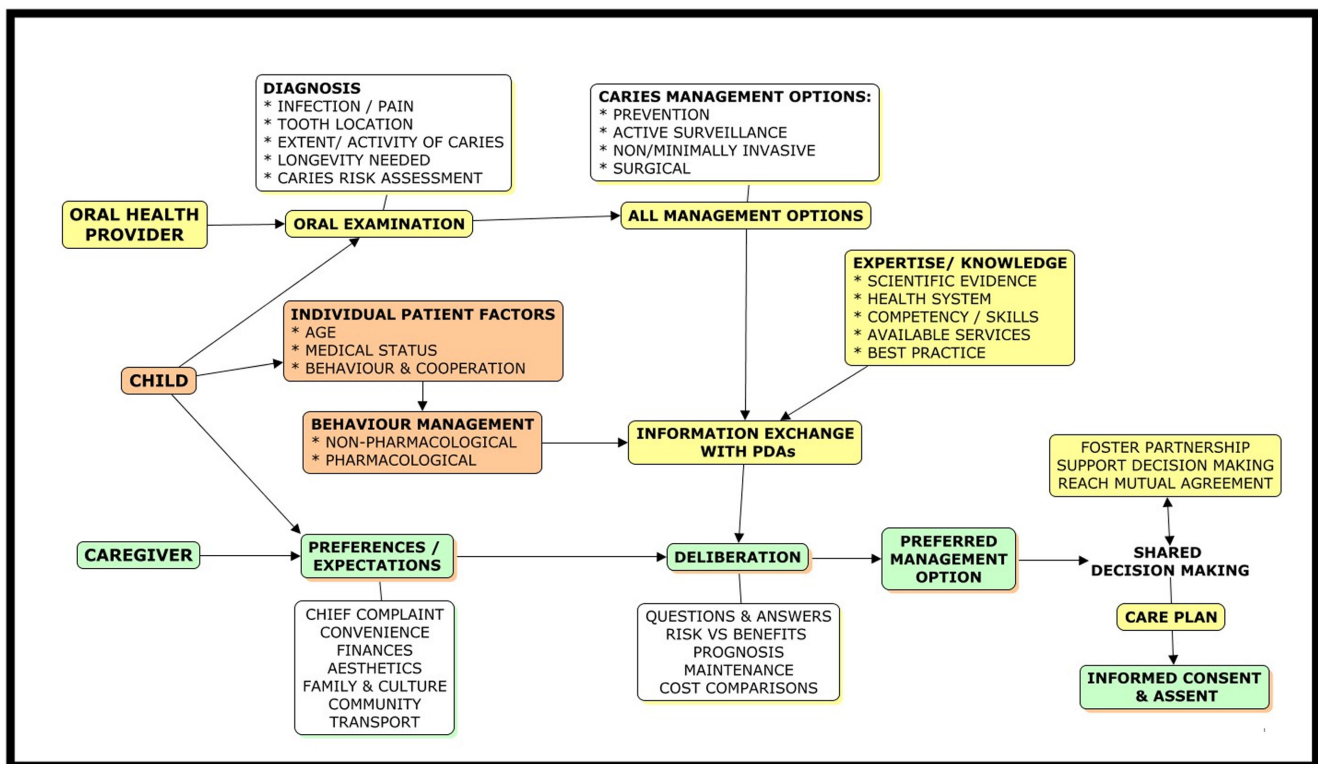 DIAGNOSIS
* INFECTION / PAIN
* TOOTH LOCATION
* EXTENT/ ACTIVITY OF CARIES
* LONGEVITY NEEDED
* CARIES RISK ASSESSMENT
CARIES MANAGEMENT OPTIONS:
* PREVENTION
* ACTIVE SURVEILLANCE
* NON/MINIMALLY INVASIVE
* SURGICAL
ORAL HEALTH
PROVIDER
ORAL EXAMINATION
ALL MANAGEMENT OPTIONS
EXPERTISE/ KNOWLEDGE
* SCIENTIFIC EVIDENCE
* HEALTH SYSTEM
* COMPETENCY / SKILLS
* AVAILABLE SERVICES
* BEST PRACTICE
INDIVIDUAL PATIENT FACTORS
* AGE
* MEDICAL STATUS
* BEHAVIOUR & COOPERATION
CHILD
BEHAVIOUR MANAGEMENT
* NON-PHARMACOLOGICAL
* PHARMACOLOGICAL
INFORMATION EXCHANGE
WITH PDAs
FOSTER PARTNERSHIP
SUPPORT DECISION MAKING
REACH MUTUAL AGREEMENT
CAREGIVER
PREFERENCES /
EXPECTATIONS
DELIBERATION
PREFERRED
MANAGEMENT
OPTION
SHARED
DECISION MAKING
CHIEF COMPLAINT
CONVENIENCE
FINANCES
AESTHETICS
FAMILY & CULTURE
COMMUNITY
TRANSPORT
QUESTIONS & ANSWERS
RISK VS BENEFITS
PROGNOSIS
MAINTENANCE
COST COMPARISONS
CARE PLAN
INFORMED CONSENT
& ASSENT